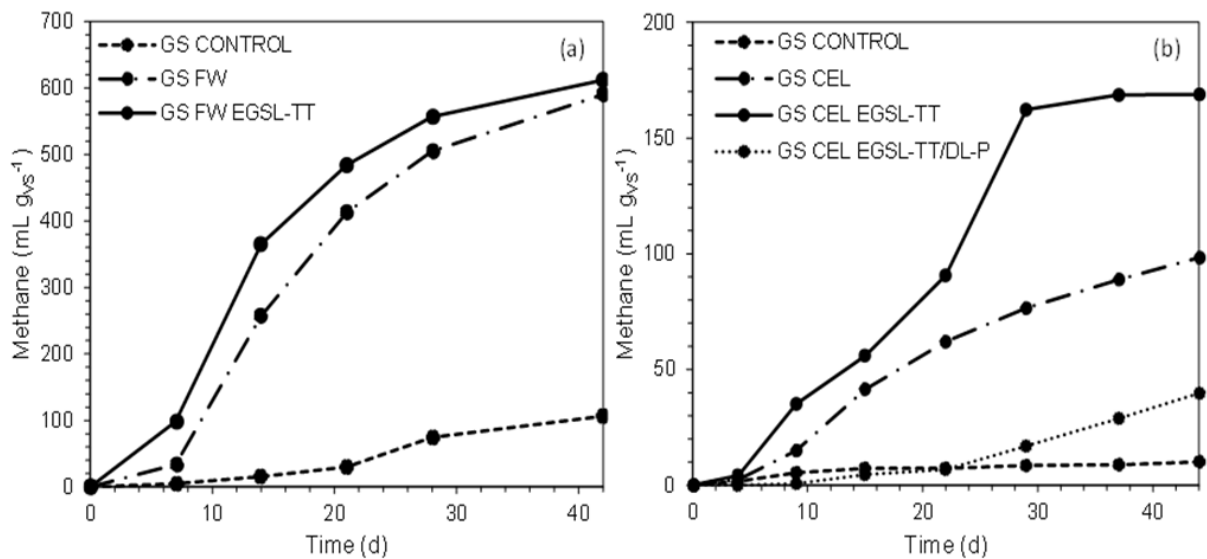 (a)
GS CONTROL
GS FW
GS FW EGSL-TT
700
600
500
400
300
200
100
0
Methane (mL gvs⁻¹)
0 10 20 30 40
Time (d)
(b)
GS CONTROL
GS CEL
GS CEL EGSL-TT
GS CEL EGSL-TT/DL-P
200
150
100
50
0
Methane (mL gvs⁻¹)
0 10 20 30 40
Time (d)